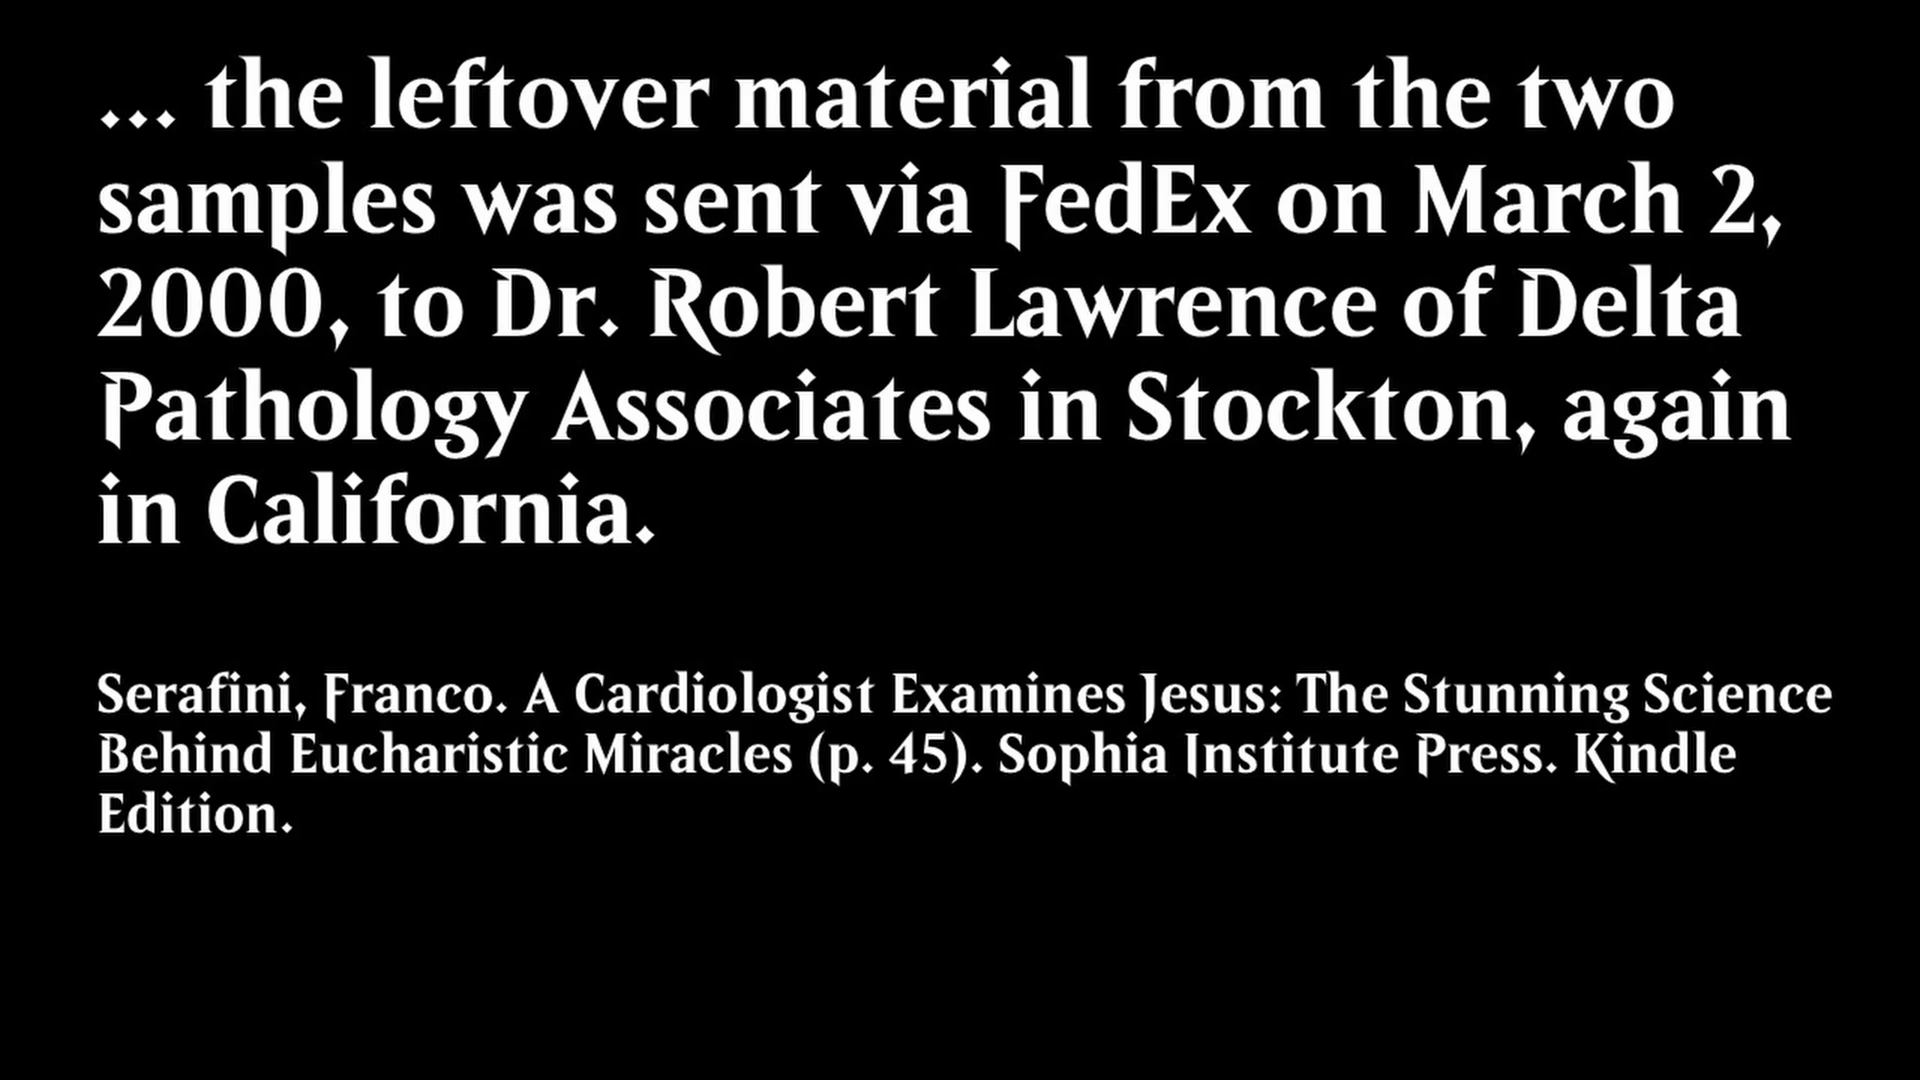 ... the leftover material from the two
samples was sent via FedEx on March 2,
2000, to Dr. Robert Lawrence of Delta
Pathology Associates in Stockton, again
in California.
Serafini, Franco. A Cardiologist Examines Jesus: The Stunning Science
Behind Eucharistic Miracles (p. 45). Sophia Institute Press. Kindle
Edition.